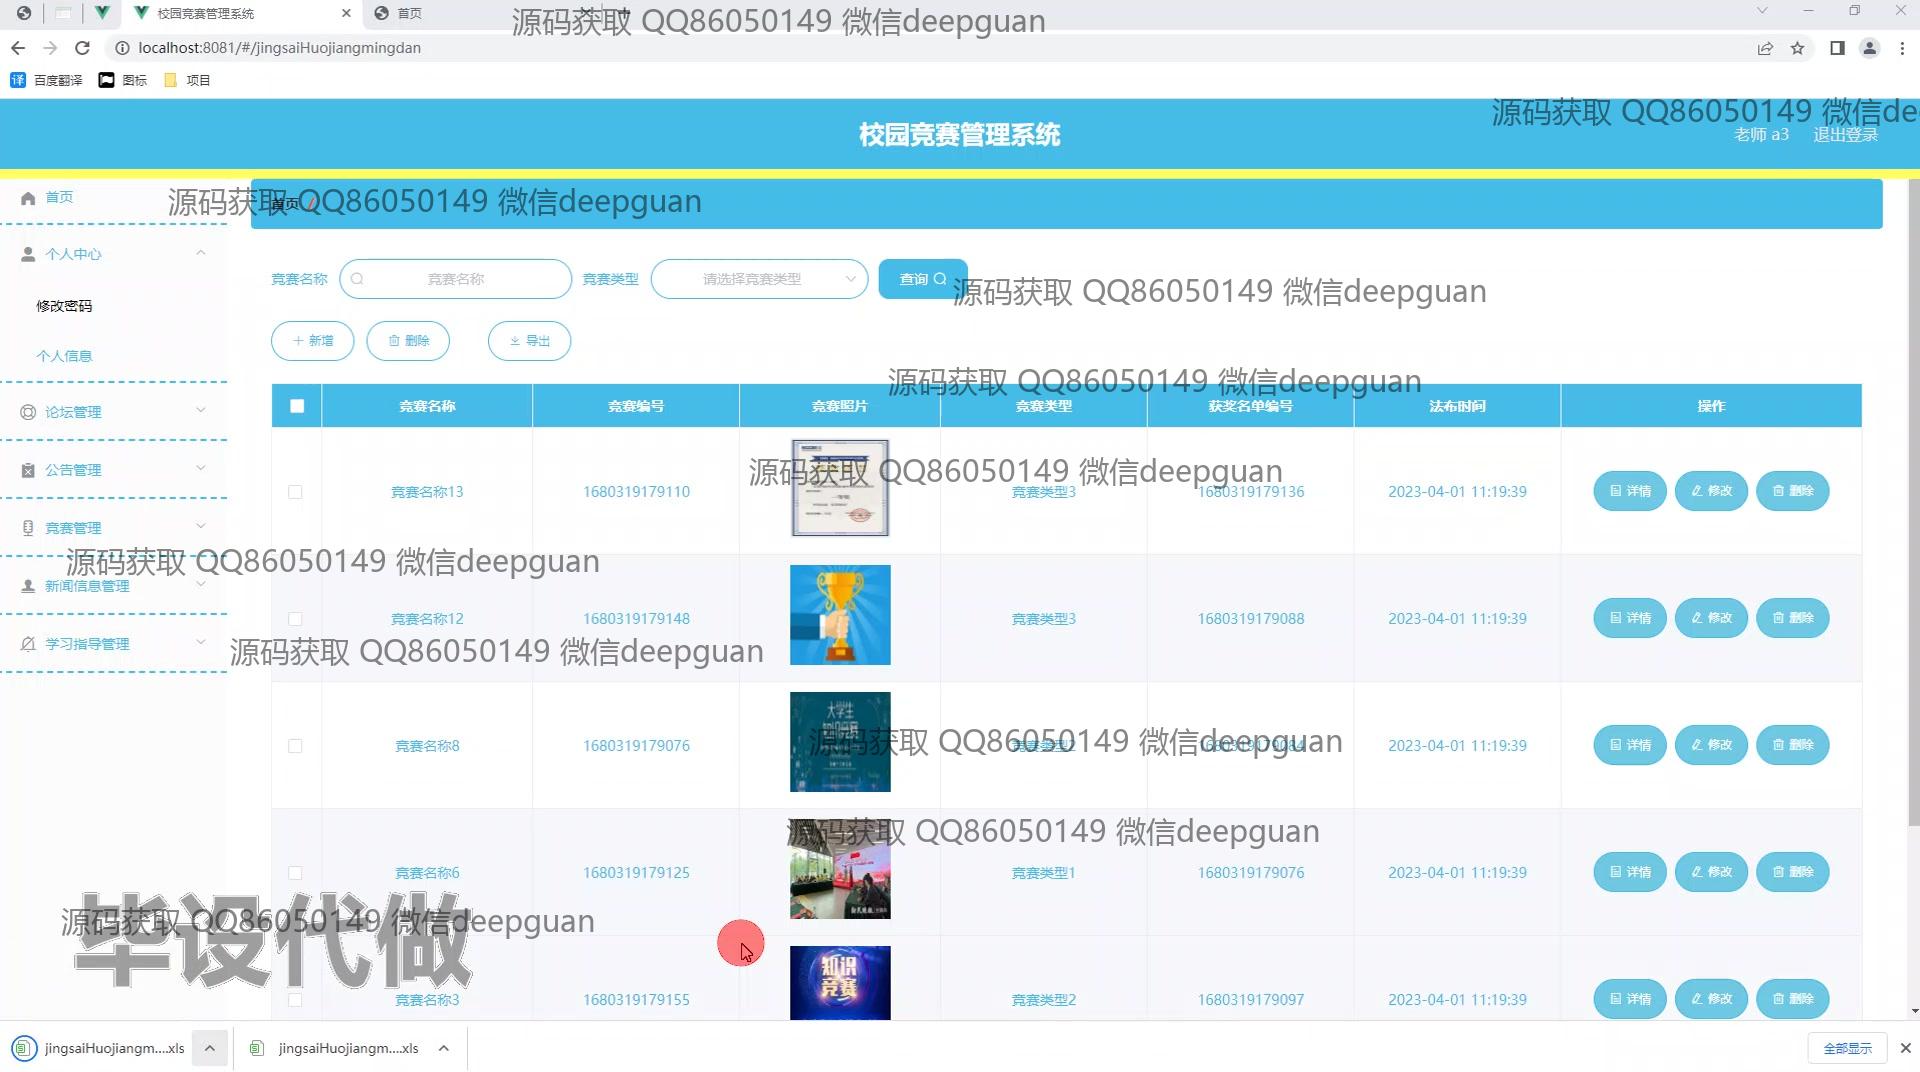 校园竞赛管理系统
首页
源码获取 QQ86050149 微信deepguan
localhost:8081/#/jingsaiHuojiangmingdan
百度翻译
图标
项目
校园竞赛管理系统
源码获取 QQ86050149 微信de
老师 a3
退出登录
首页
源码获取 QQ86050149 微信deepguan
首页 /
个人中心
修改密码
个人信息
论坛管理
公告管理
竞赛管理
源码获取 QQ86050149 微信deepguan
新闻信息管理
学习指导管理
源码获取 QQ86050149 微信deepguan
竞赛名称
竞赛名称
竞赛类型
请选择竞赛类型
查询
源码获取 QQ86050149 微信deepguan
新增
删除
导出
源码获取 QQ86050149 微信deepguan
竞赛名称 竞赛编号 竞赛照片 竞赛类型 获奖名单编号 法布时间 操作
源码获取 QQ86050149 微信deepguan
竞赛名称13 1680319179110 竞赛类型3 1680319179136 2023-04-01 11:19:39 详情 修改 删除
竞赛名称12 1680319179148 竞赛类型3 1680319179088 2023-04-01 11:19:39 详情 修改 删除
大学生
知识竞赛
源码获取 QQ86050149 微信deepguan
竞赛名称8 1680319179076 竞赛类型2 1680319179084 2023-04-01 11:19:39 详情 修改 删除
源码获取 QQ86050149 微信deepguan
竞赛名称6 1680319179125 竞赛类型1 1680319179076 2023-04-01 11:19:39 详情 修改 删除
源码获取 QQ86050149 微信deepguan
毕设代做
知识
竞赛
竞赛名称3 1680319179155 竞赛类型2 1680319179097 2023-04-01 11:19:39 详情 修改 删除
jingsaiHuojiangm....xls
jingsaiHuojiangm....xls
全部显示